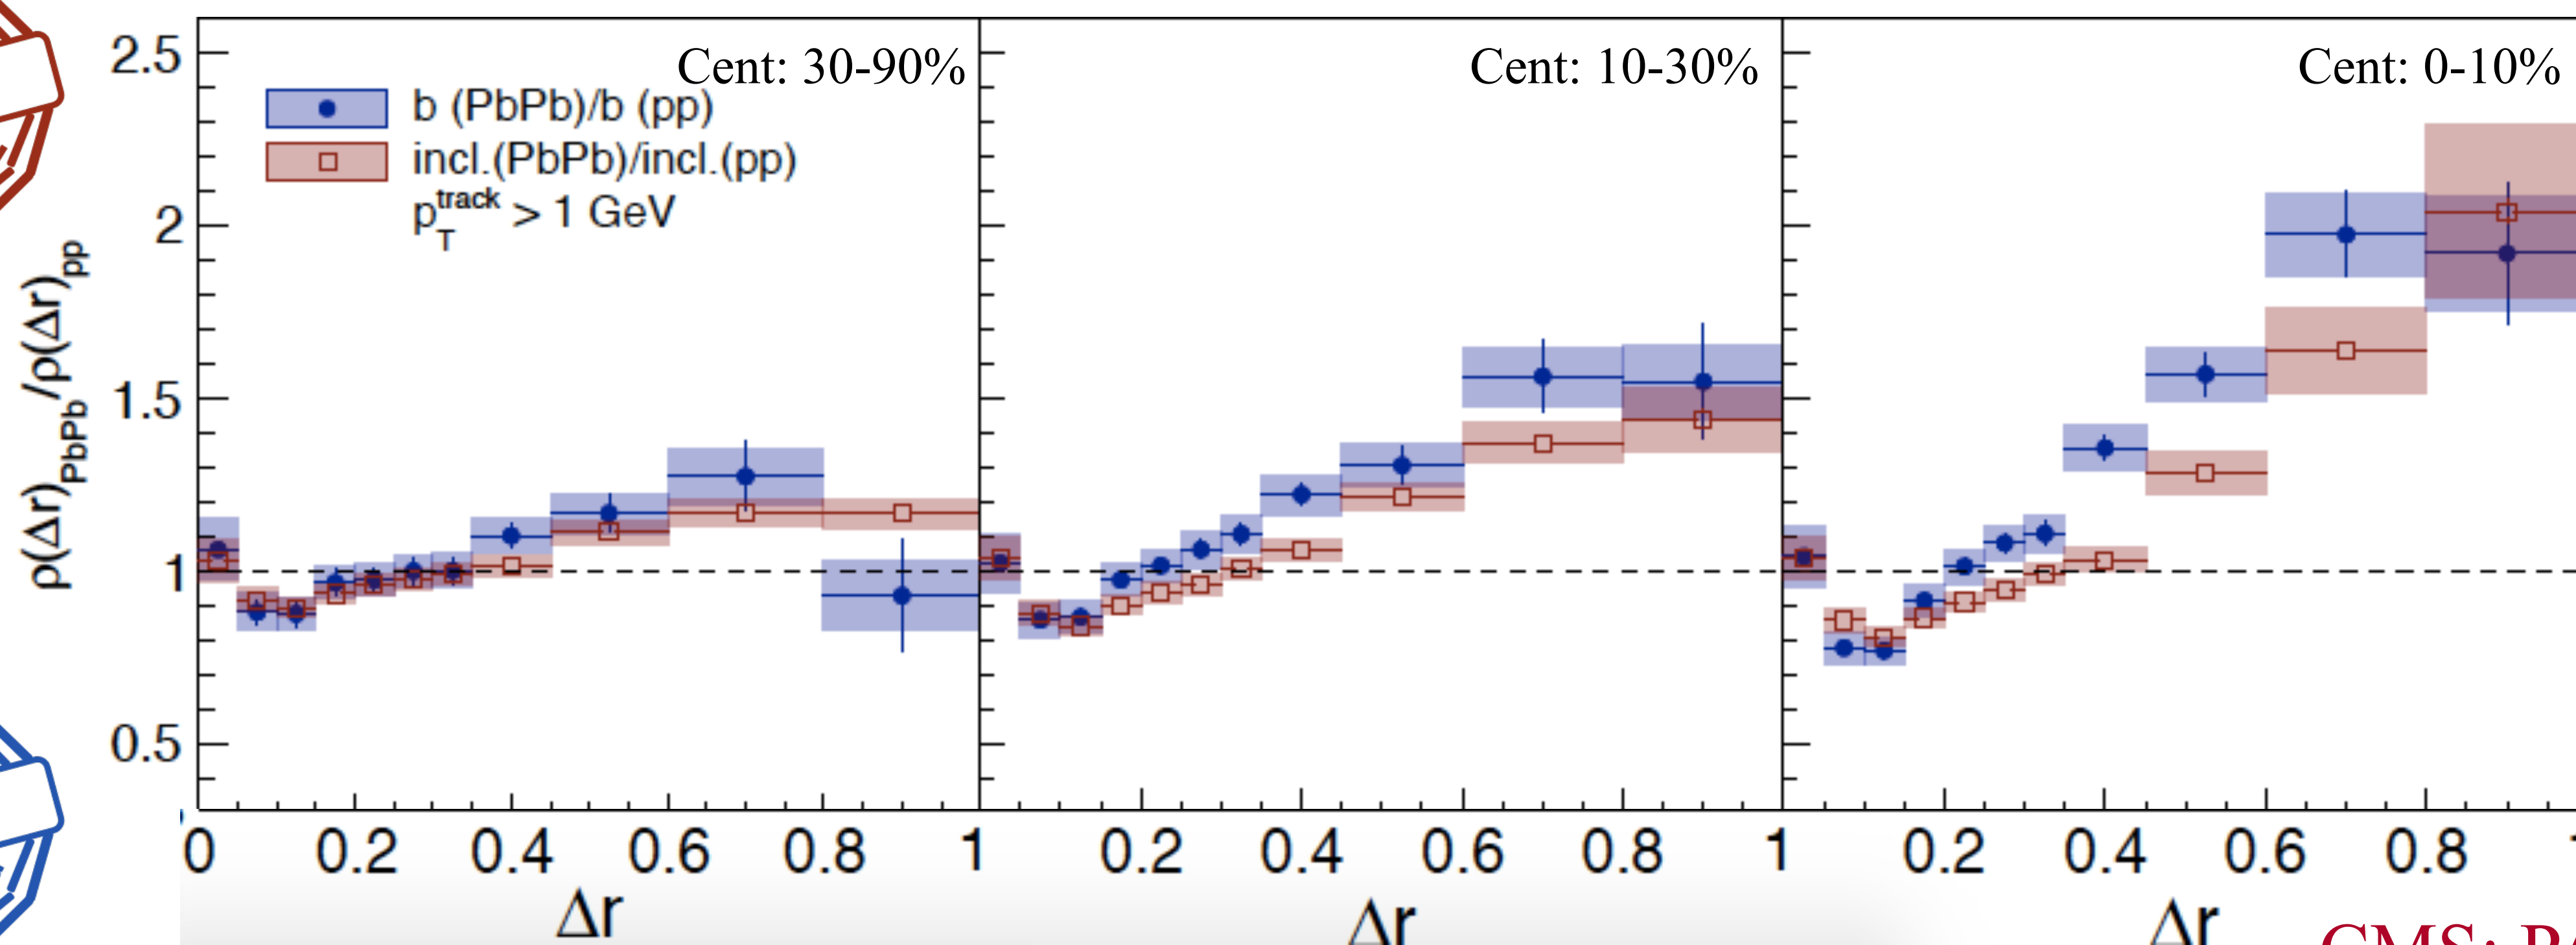 Cent: 30-90%
Cent: 10-30%
Cent: 0-10%
b (PbPb)/b (pp)
incl.(PbPb)/incl.(pp)
p_T^track > 1 GeV
ρ(Δr)_PbPb/ρ(Δr)_pp
2.5
2
1.5
1
0.5
0 0.2 0.4 0.6 0.8 1 0.2 0.4 0.6 0.8 1 0.2 0.4 0.6 0.8
Δr Δr Δr
CMS: